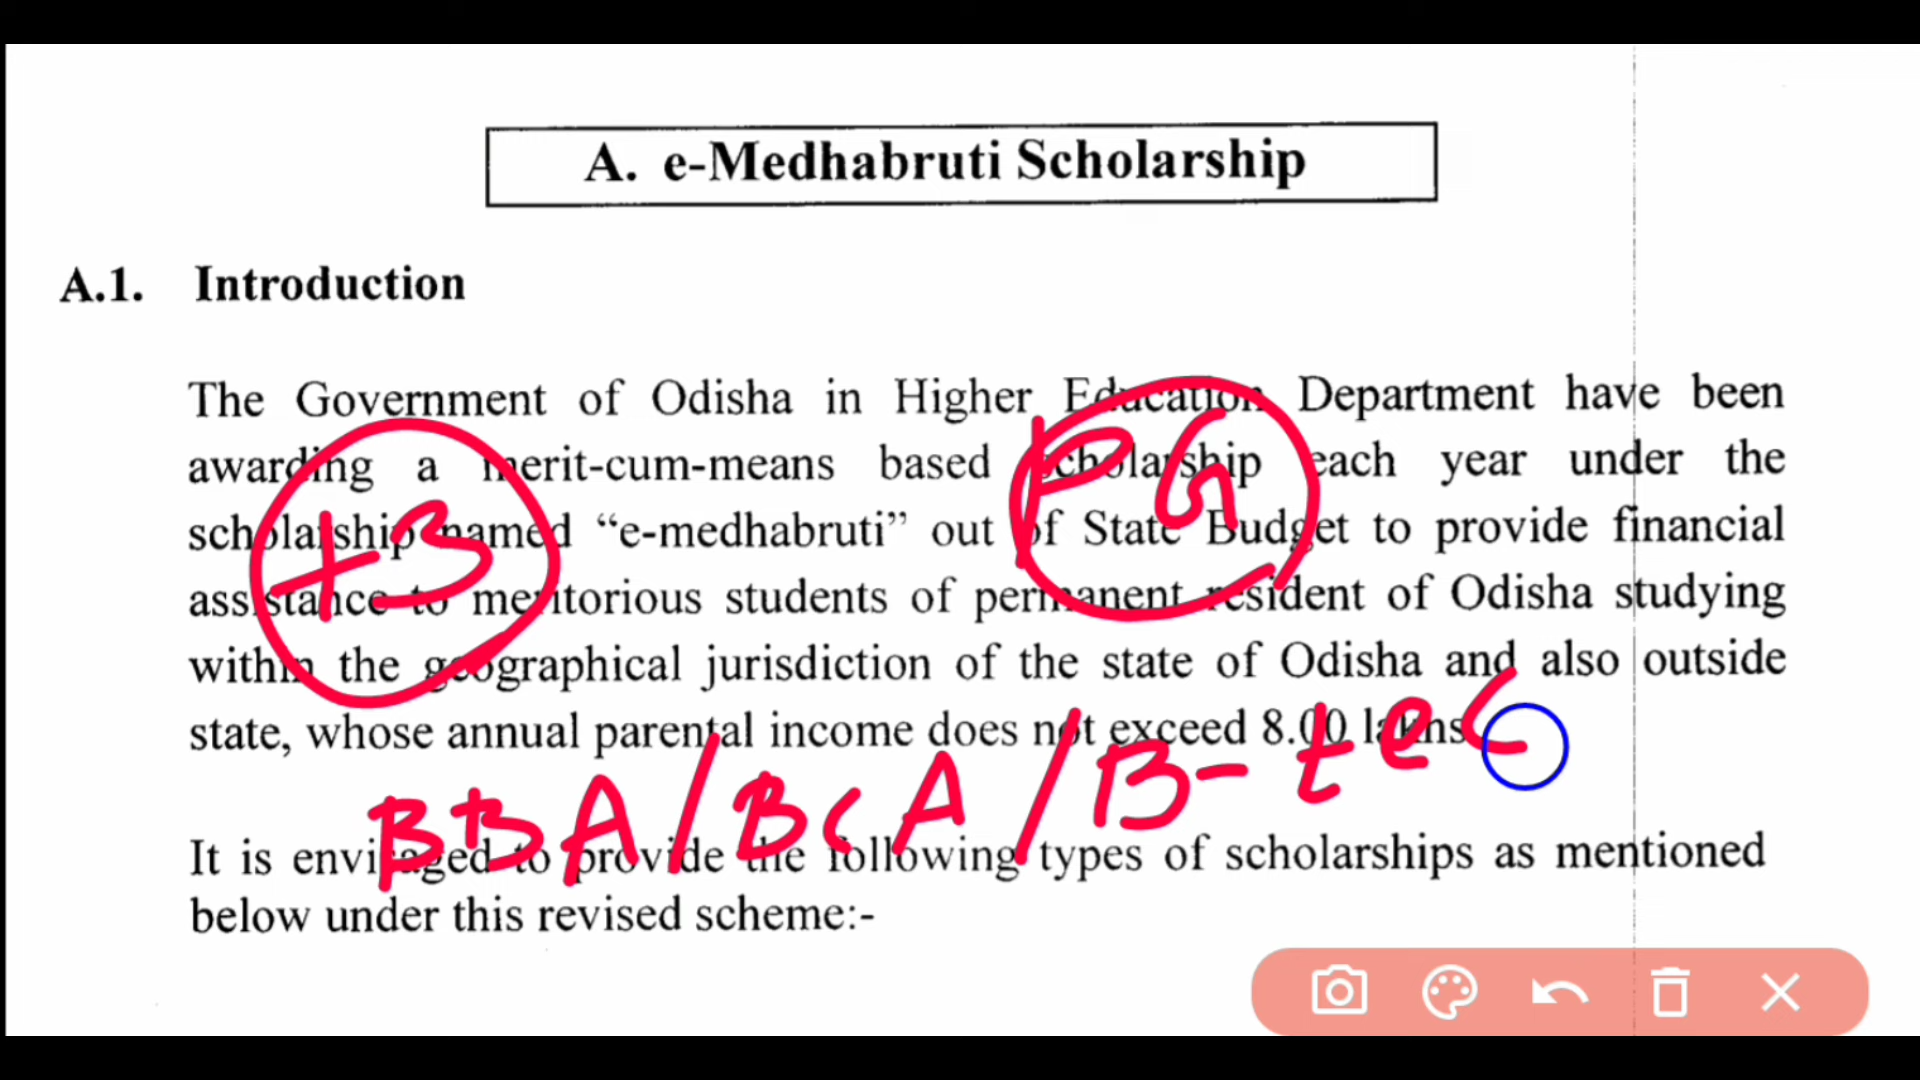 A. e-Medhabruti Scholarship
A.1. Introduction
The Government of Odisha in Higher Education Department have been
awarding a merit-cum-means based scholarship each year under the
scholarship named “e-medhabruti” out of State Budget to provide financial
assistance to meritorious students of permanent resident of Odisha studying
within the geographical jurisdiction of the state of Odisha and also outside
state, whose annual parental income does not exceed 8.00 lakhs
It is envisaged to provide the following types of scholarships as mentioned
below under this revised scheme:-
+3
PG
BBA/BCA/B-tec